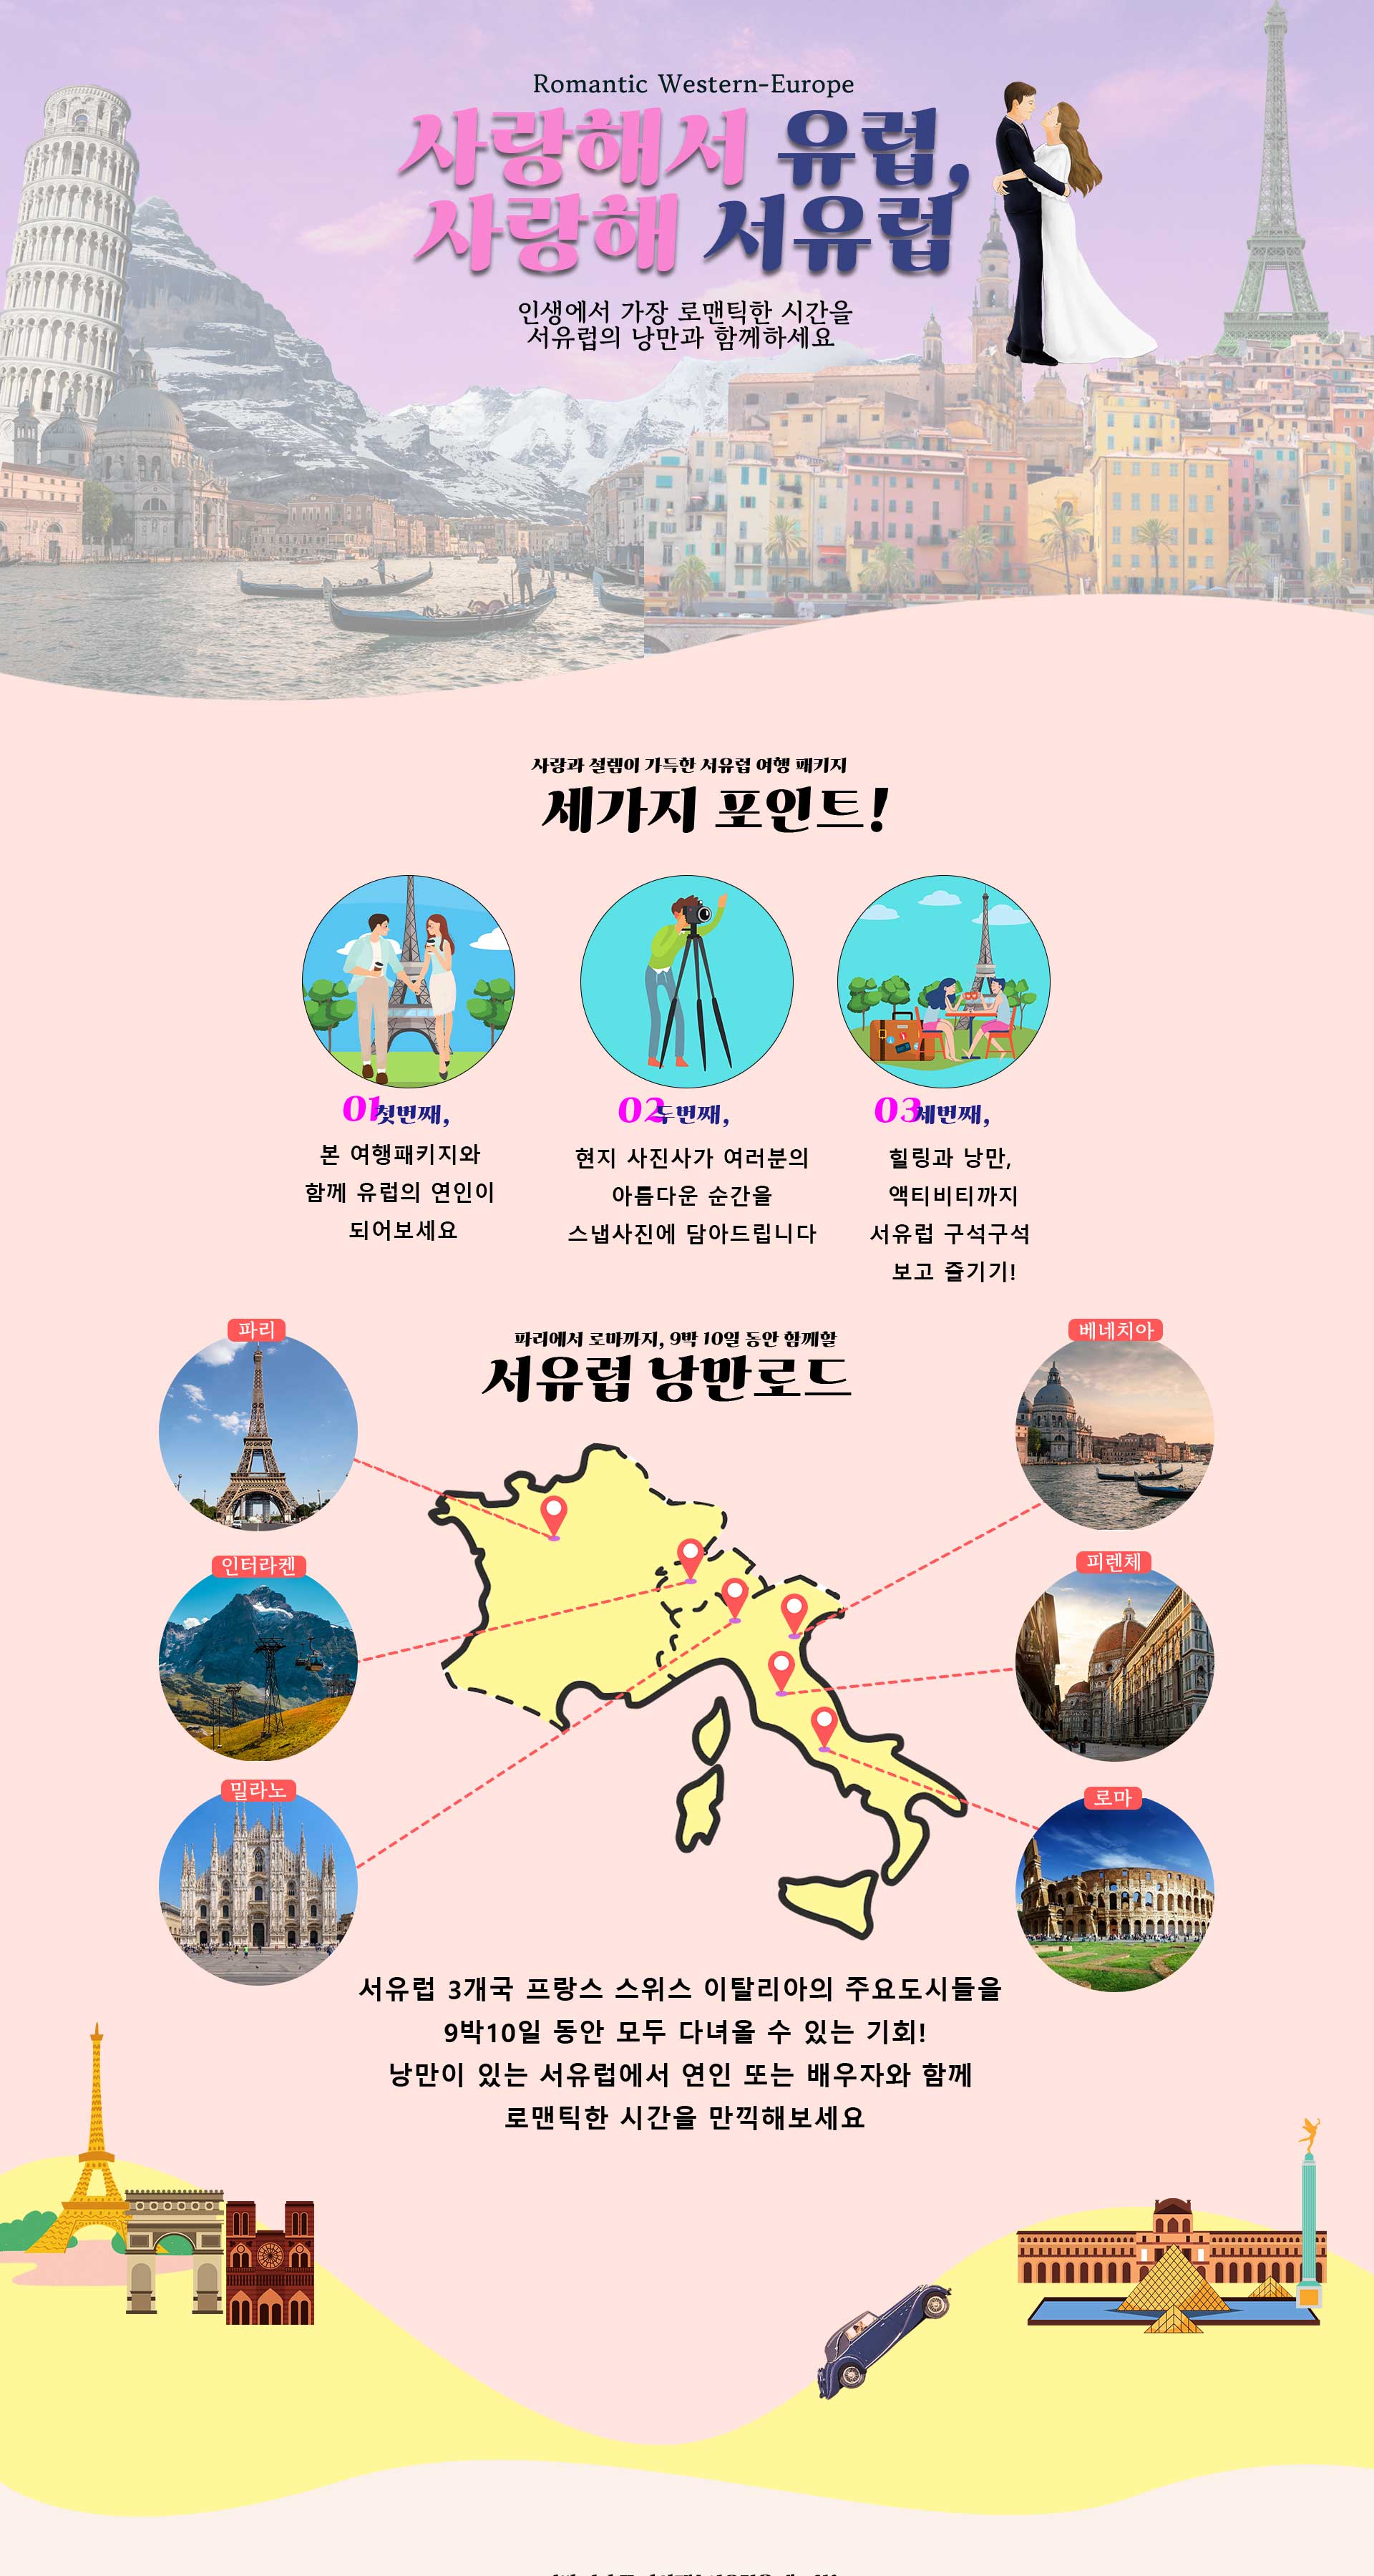 Romantic Western-Europe
사랑해서 유럽,
사랑해 서유럽
인생에서 가장 로맨틱한 시간을
서유럽의 낭만과 함께하세요
사랑과 설렘이 가득한 서유럽 여행 패키지
세가지 포인트!
01 첫번째,
본 여행패키지와
함께 유럽의 연인이
되어보세요
02 두번째,
현지 사진사가 여러분의
아름다운 순간을
스냅사진에 담아드립니다
03 세번째,
힐링과 낭만,
액티비티까지
서유럽 구석구석
보고 즐기기!
파리에서 로마까지, 9박 10일 동안 함께할
서유럽 낭만로드
파리
인터라켄
밀라노
베네치아
피렌체
로마
서유럽 3개국 프랑스 스위스 이탈리아의 주요도시들을
9박10일 동안 모두 다녀올 수 있는 기회!
낭만이 있는 서유럽에서 연인 또는 배우자와 함께
로맨틱한 시간을 만끽해보세요